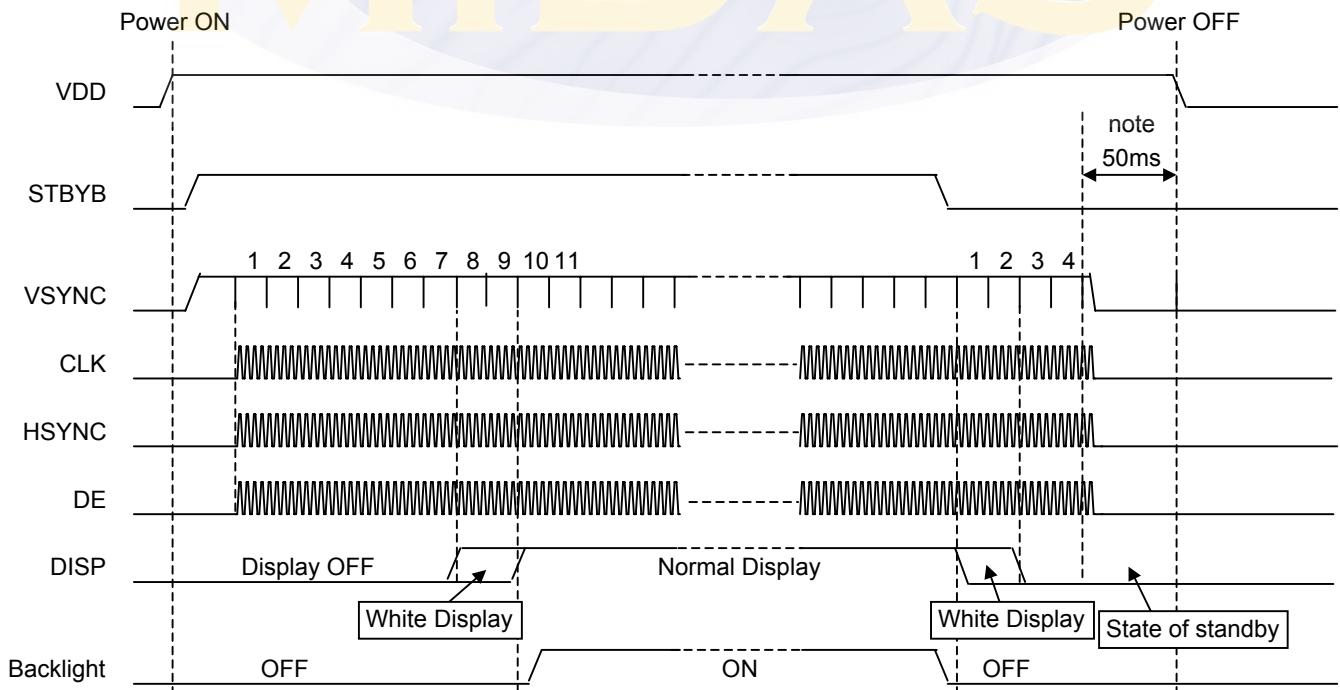 MIDAS
Power ON Power OFF
VDD
note
50ms
STBYB
1 2 3 4 5 6 7 8 9 10 11 1 2 3 4
VSYNC
CLK
HSYNC
DE
DISP Display OFF Normal Display
White Display White Display State of standby
Backlight OFF ON OFF